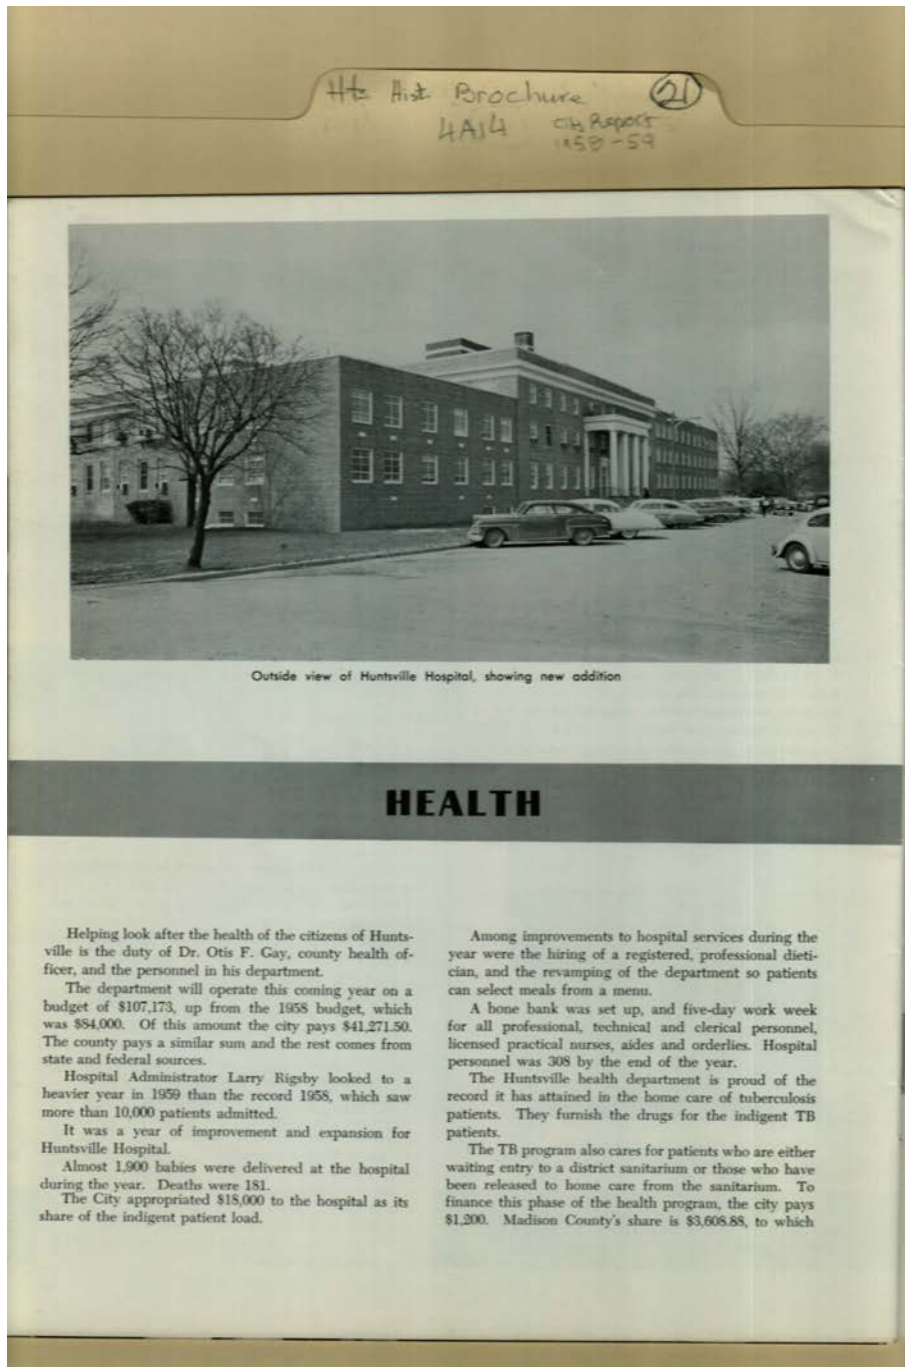 Hts Hist. Brochure 21
4A14 City Report
1958-59
Outside view of Huntsville Hospital, showing new addition
HEALTH
Helping look after the health of the citizens of Hunts-
ville is the duty of Dr. Otis F. Gay, county health of-
ficer, and the personnel in his department.
The department will operate this coming year on a
budget of $107,173, up from the 1958 budget, which
was $84,000. Of this amount the city pays $41,271.50.
The county pays a similar sum and the rest comes from
state and federal sources.
Hospital Administrator Larry Rigsby looked to a
heavier year in 1959 than the record 1958, which saw
more than 10,000 patients admitted.
It was a year of improvement and expansion for
Huntsville Hospital.
Almost 1,900 babies were delivered at the hospital
during the year. Deaths were 181.
The City appropriated $18,000 to the hospital as its
share of the indigent patient load.
Among improvements to hospital services during the
year were the hiring of a registered, professional dieti-
cian, and the revamping of the department so patients
can select meals from a menu.
A bone bank was set up, and five-day work week
for all professional, technical and clerical personnel,
licensed practical nurses, aides and orderlies. Hospital
personnel was 308 by the end of the year.
The Huntsville health department is proud of the
record it has attained in the home care of tuberculosis
patients. They furnish the drugs for the indigent TB
patients.
The TB program also cares for patients who are either
waiting entry to a district sanitarium or those who have
been released to home care from the sanitarium. To
finance this phase of the health program, the city pays
$1,200. Madison County's share is $3,608.88, to which